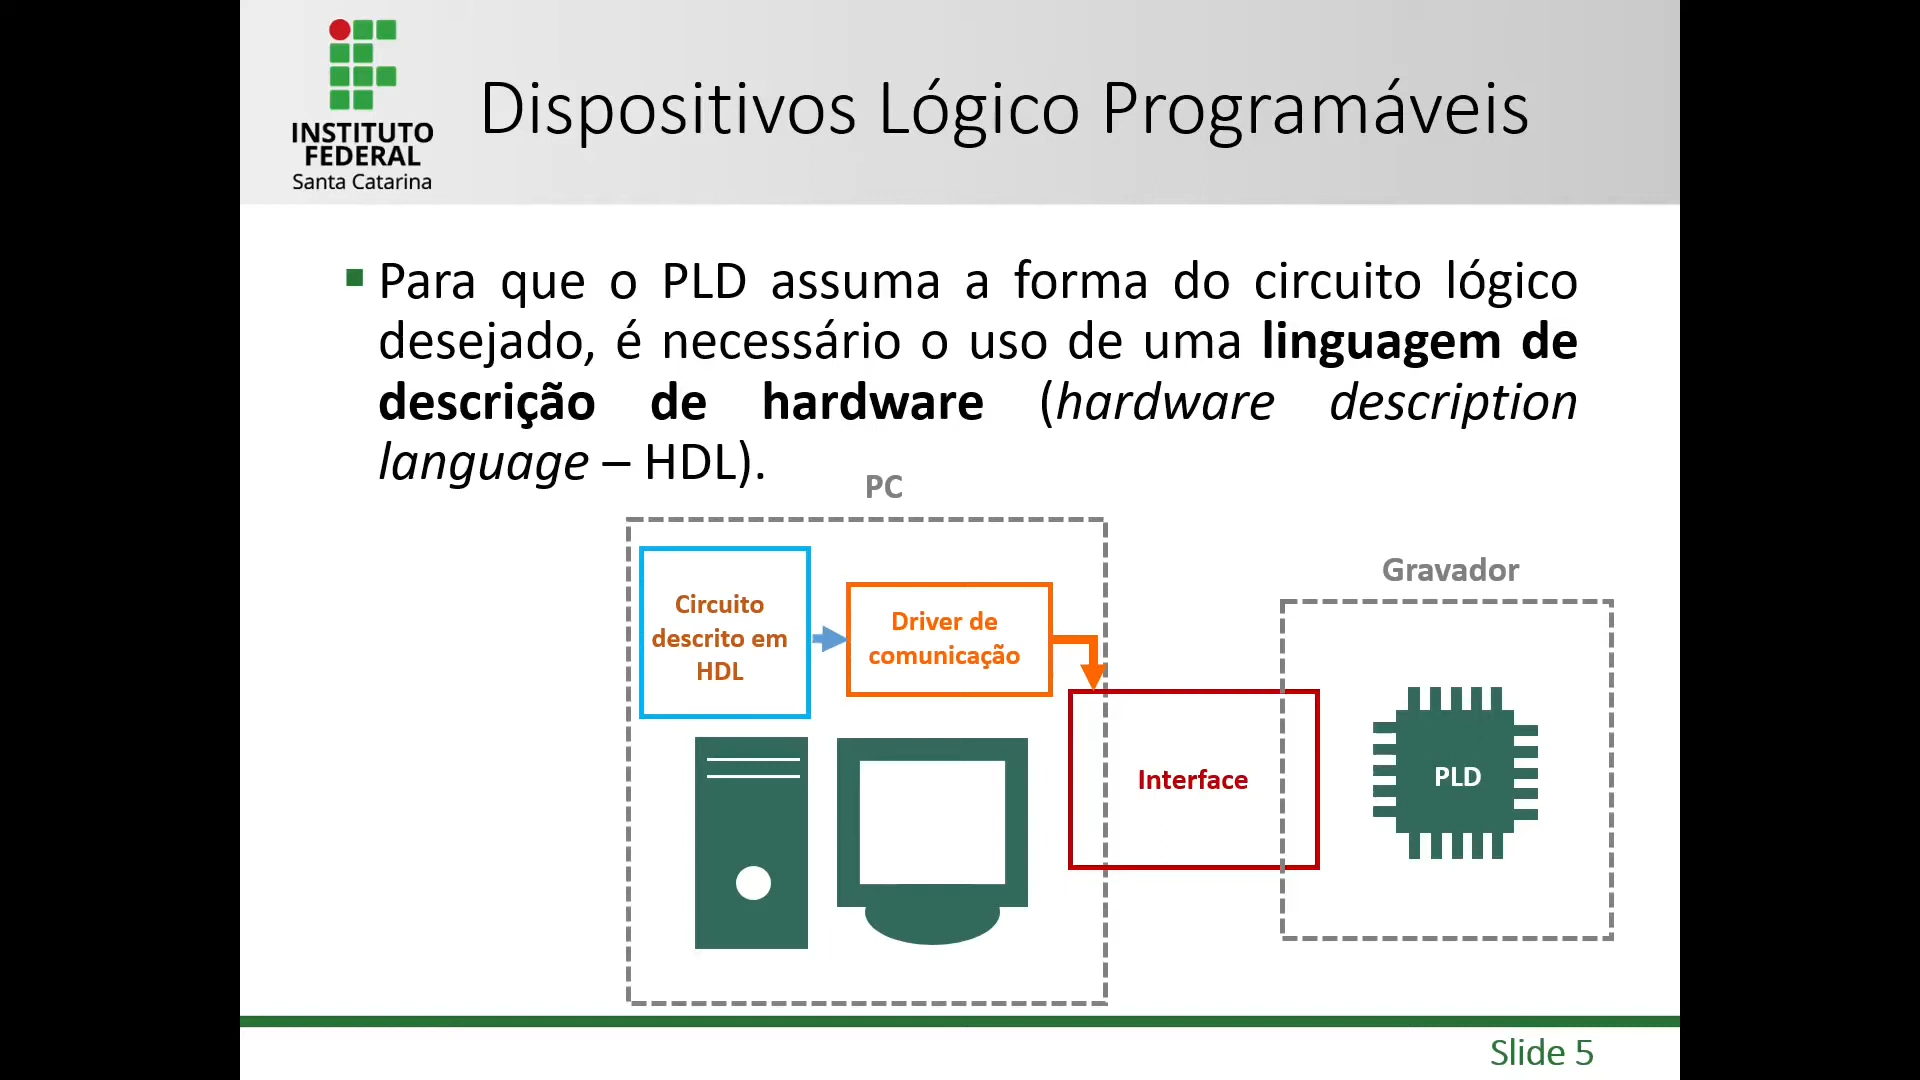 INSTITUTO
FEDERAL
Santa Catarina
Dispositivos Lógico Programáveis
Para que o PLD assuma a forma do circuito lógico
desejado, é necessário o uso de uma linguagem de
descrição de hardware (hardware description
language – HDL).
PC
Circuito
descrito em
HDL
Driver de
comunicação
Interface
Gravador
PLD
Slide 5